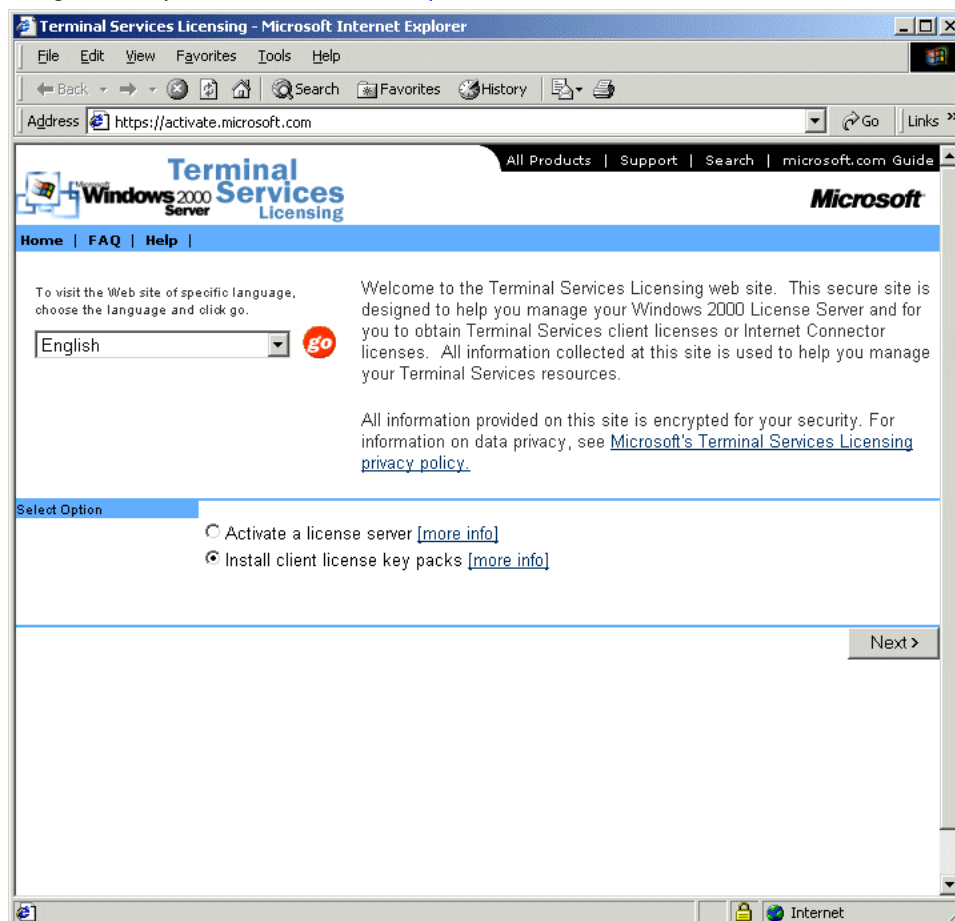 Terminal Services Licensing - Microsoft Internet Explorer
File Edit View Favorites Tools Help
Back Search Favorites History
Address https://activate.microsoft.com Go Links »
All Products | Support | Search | microsoft.com Guide
Microsoft Windows 2000 Server
Terminal Services Licensing
Microsoft
Home | FAQ | Help |
To visit the Web site of specific language,
choose the language and click go.
English go
Welcome to the Terminal Services Licensing web site. This secure site is
designed to help you manage your Windows 2000 License Server and for
you to obtain Terminal Services client licenses or Internet Connector
licenses. All information collected at this site is used to help you manage
your Terminal Services resources.
All information provided on this site is encrypted for your security. For
information on data privacy, see Microsoft's Terminal Services Licensing
privacy policy.
Select Option
Activate a license server [more info]
Install client license key packs [more info]
Next >
Internet